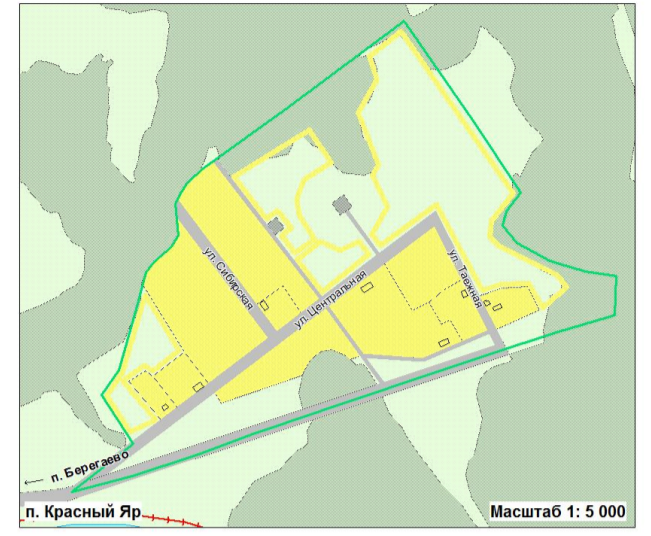 ул. Сибирская
ул. Центральная
ул. Таежная
п. Берегаево
п. Красный Яр
Масштаб 1: 5 000